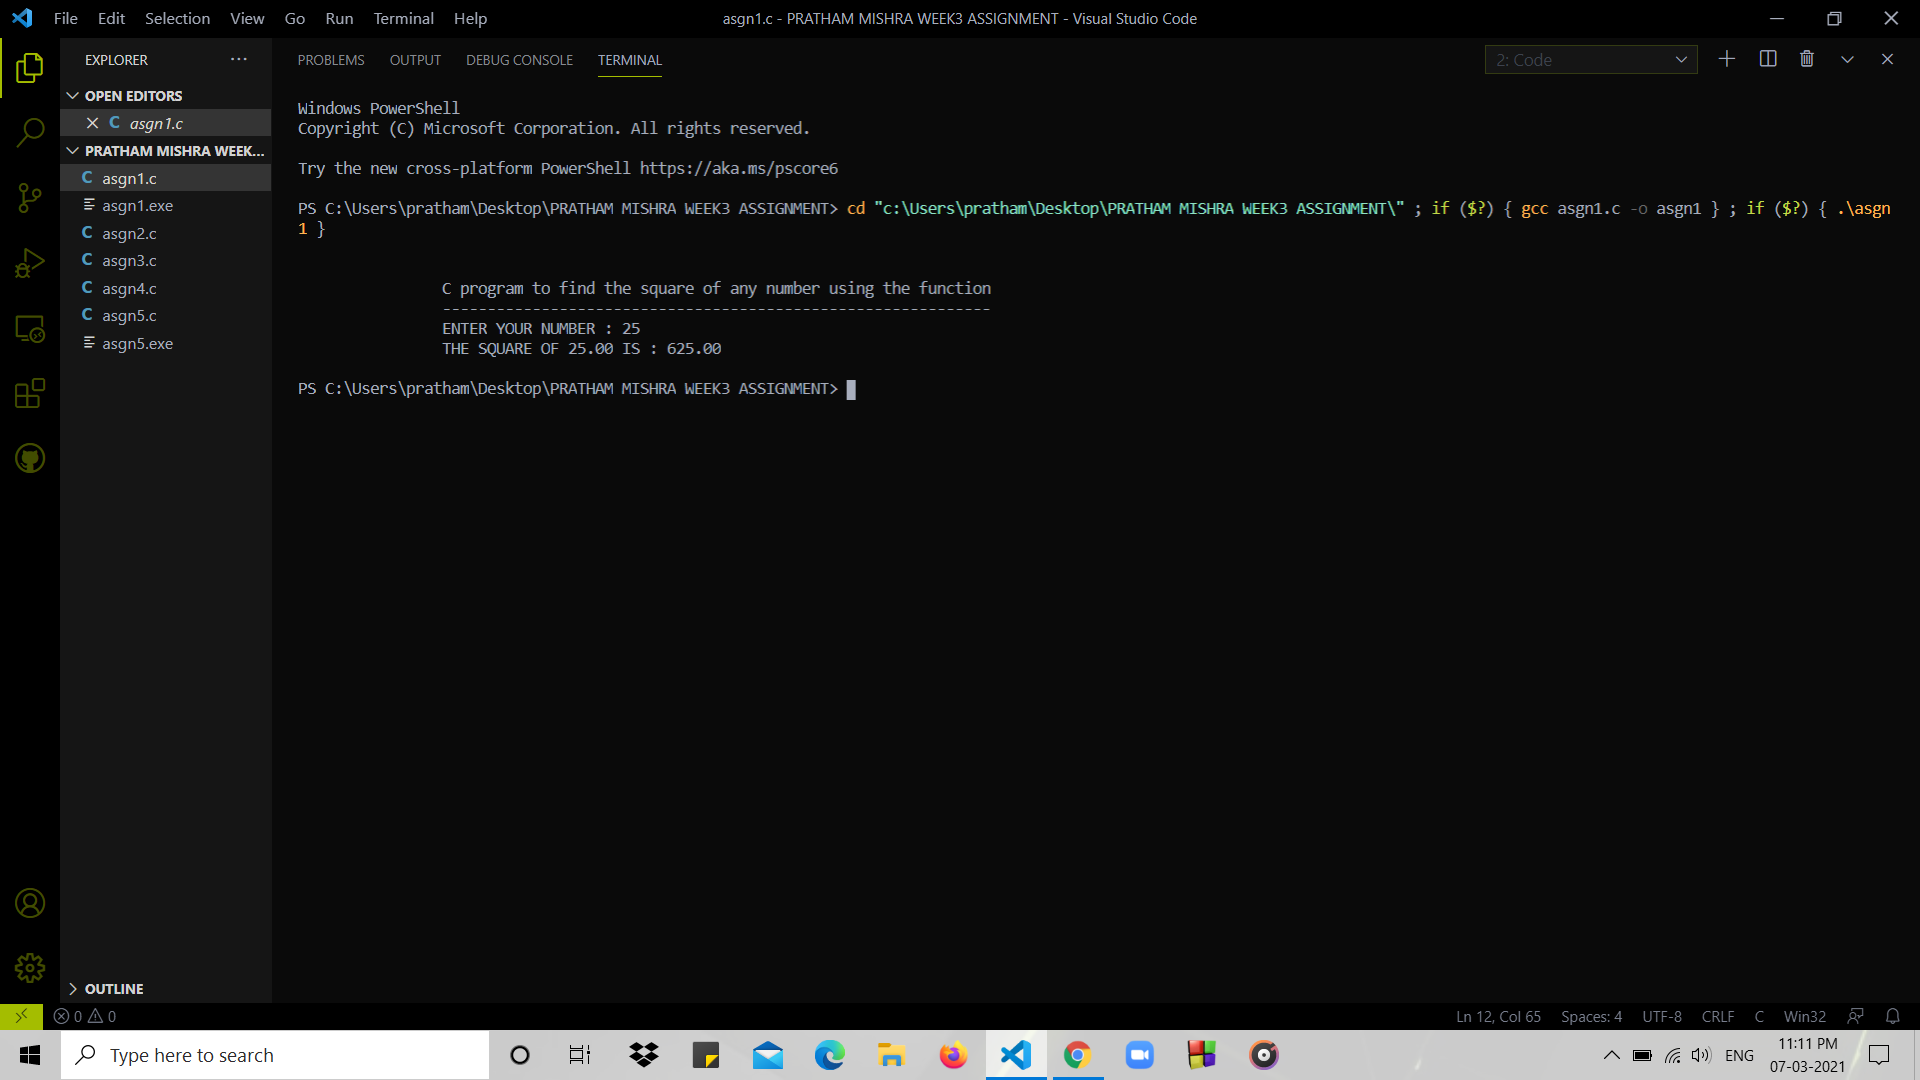 File Edit Selection View Go Run Terminal Help
asgn1.c - PRATHAM MISHRA WEEK3 ASSIGNMENT - Visual Studio Code
EXPLORER
OPEN EDITORS
C asgn1.c
PRATHAM MISHRA WEEK...
C asgn1.c
asgn1.exe
C asgn2.c
C asgn3.c
C asgn4.c
C asgn5.c
asgn5.exe
OUTLINE
PROBLEMS OUTPUT DEBUG CONSOLE TERMINAL
2: Code
Windows PowerShell
Copyright (C) Microsoft Corporation. All rights reserved.
Try the new cross-platform PowerShell https://aka.ms/pscore6
PS C:\Users\pratham\Desktop\PRATHAM MISHRA WEEK3 ASSIGNMENT> cd "c:\Users\pratham\Desktop\PRATHAM MISHRA WEEK3 ASSIGNMENT\" ; if ($?) { gcc asgn1.c -o asgn1 } ; if ($?) { .\asgn
1 }
C program to find the square of any number using the function
-------------------------------------------------------------
ENTER YOUR NUMBER : 25
THE SQUARE OF 25.00 IS : 625.00
PS C:\Users\pratham\Desktop\PRATHAM MISHRA WEEK3 ASSIGNMENT>
0 0
Ln 12, Col 65 Spaces: 4 UTF-8 CRLF C Win32
Type here to search
ENG
11:11 PM
07-03-2021